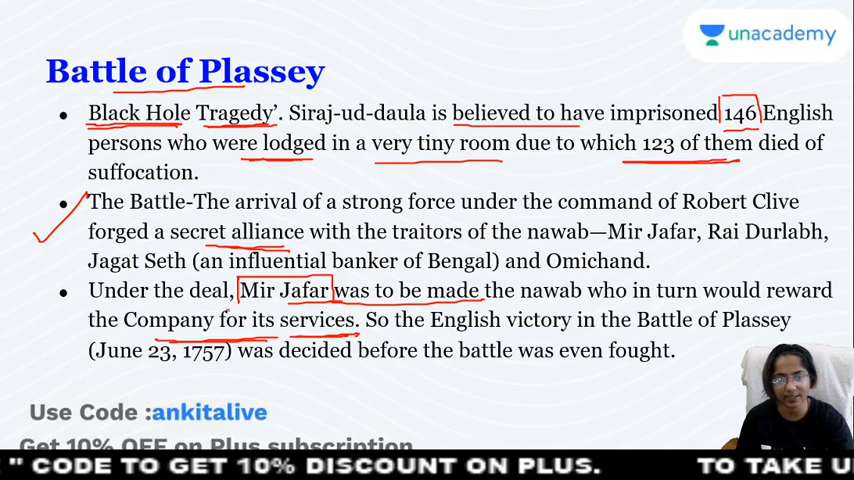 unacademy
Battle of Plassey
• Black Hole Tragedy’. Siraj-ud-daula is believed to have imprisoned 146 English
persons who were lodged in a very tiny room due to which 123 of them died of
suffocation.
• The Battle-The arrival of a strong force under the command of Robert Clive
forged a secret alliance with the traitors of the nawab—Mir Jafar, Rai Durlabh,
Jagat Seth (an influential banker of Bengal) and Omichand.
• Under the deal, Mir Jafar was to be made the nawab who in turn would reward
the Company for its services. So the English victory in the Battle of Plassey
(June 23, 1757) was decided before the battle was even fought.
Use Code :ankitalive
Get 10% OFF on Plus subscription
" CODE TO GET 10% DISCOUNT ON PLUS. TO TAKE